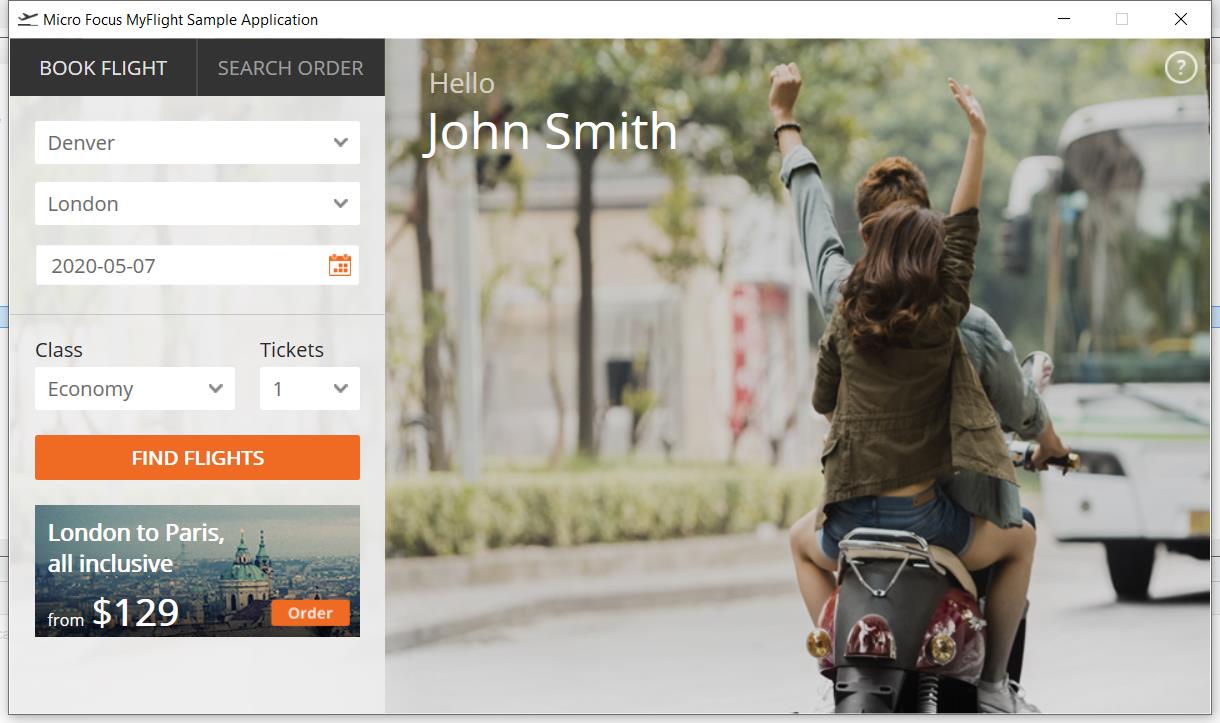 Micro Focus MyFlight Sample Application
BOOK FLIGHT
SEARCH ORDER
Denver
London
2020-05-07
Class
Tickets
Economy
1
FIND FLIGHTS
London to Paris,
all inclusive
from $129
Order
Hello
John Smith
?